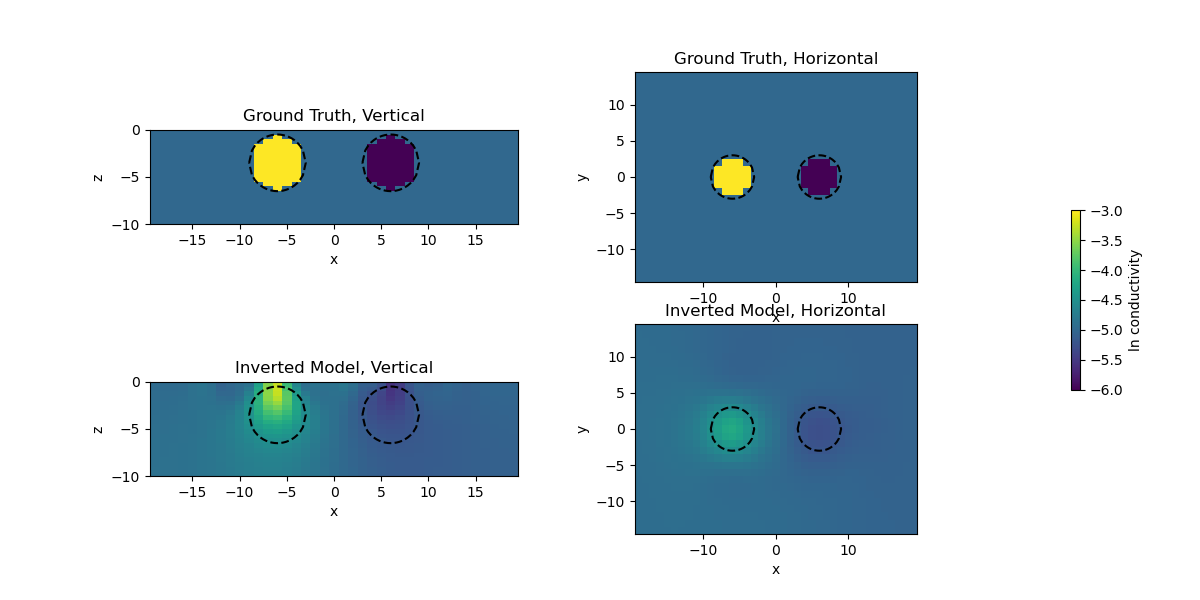 Ground Truth, Vertical
0
−5
−10
z
−15 −10 −5 0 5 10 15
x
Ground Truth, Horizontal
10
5
0
−5
−10
y
−10 0 10
x
Inverted Model, Vertical
0
−5
−10
z
−15 −10 −5 0 5 10 15
x
Inverted Model, Horizontal
10
5
0
−5
−10
y
−10 0 10
x
−3.0
−3.5
−4.0
−4.5
−5.0
−5.5
−6.0
ln conductivity